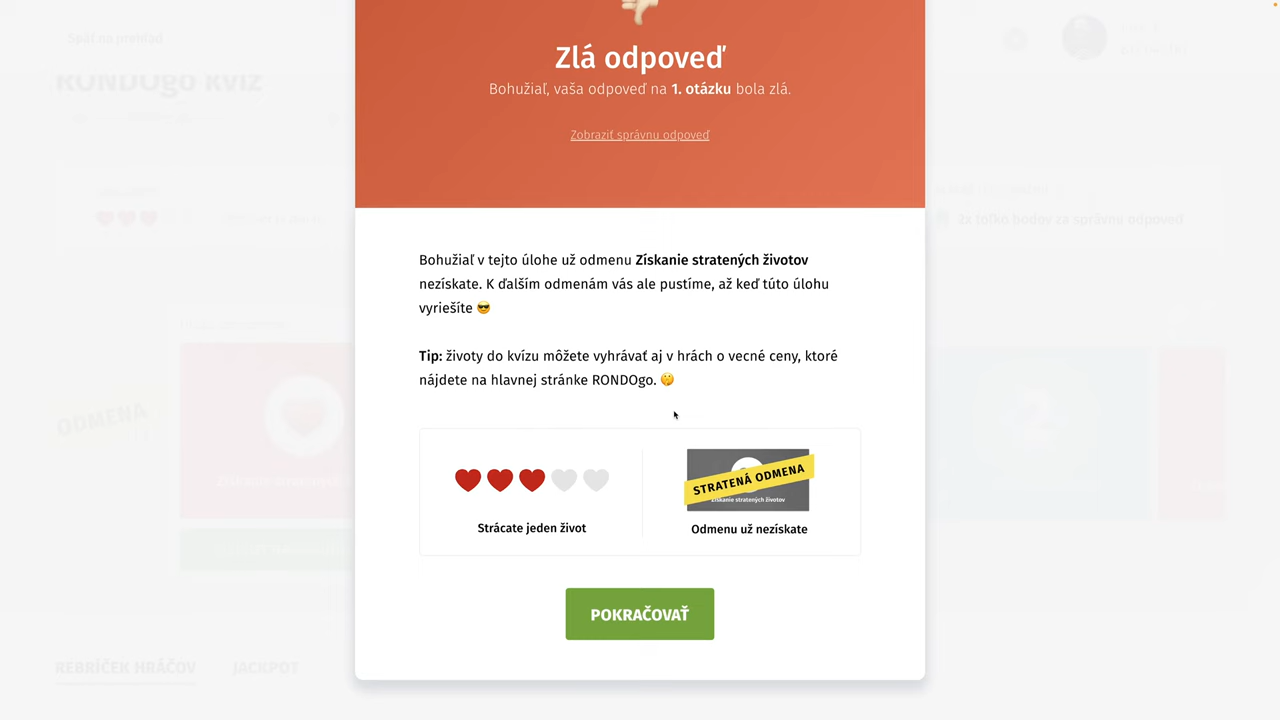 Späť na prehľad
RONDOgo kvíz
Zlá odpoveď
Bohužiaľ, vaša odpoveď na 1. otázku bola zlá.
Zobraziť správnu odpoveď
2x toľko bodov za správnu odpoveď
Bohužiaľ v tejto úlohe už odmenu Získanie stratených životov
nezískate. K ďalším odmenám vás ale pustíme, až keď túto úlohu
vyriešíte 😎
Tip: životy do kvízu môžete vyhrávať aj v hrách o vecné ceny, ktoré
nájdete na hlavnej stránke RONDOgo. 🤫
ODMENA
STRATENÁ ODMENA
Získanie stratených životov
Strácate jeden život
Odmenu už nezískate
POKRAČOVAŤ
REBRÍČEK HRÁČOV
JACKPOT